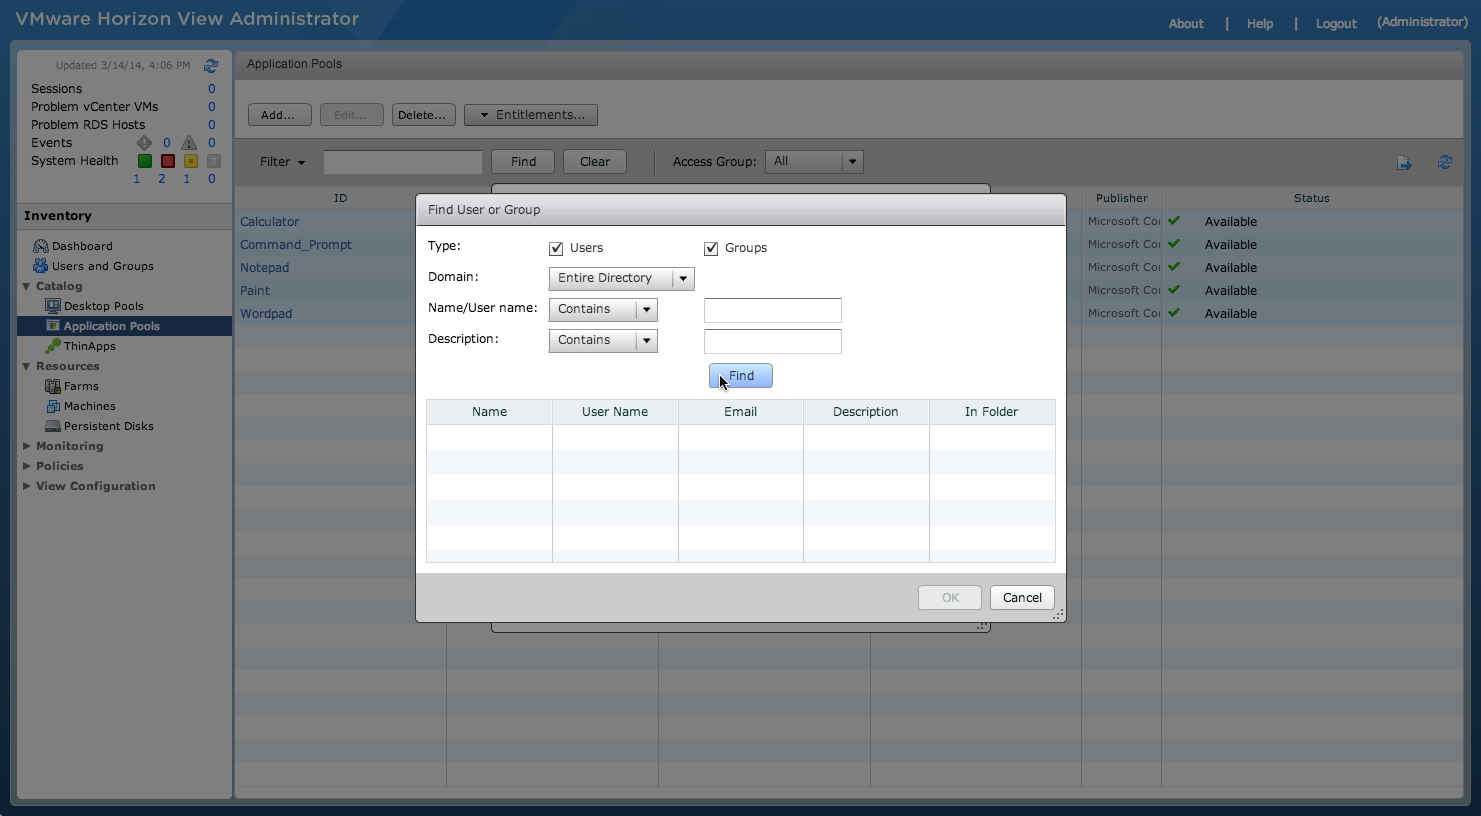 VMware Horizon View Administrator
About | Help | Logout (Administrator)
Updated 3/14/14, 4:06 PM
Sessions 0
Problem vCenter VMs 0
Problem RDS Hosts 0
Events 0 0
System Health
1 2 1 0
Inventory
Dashboard
Users and Groups
Catalog
Desktop Pools
Application Pools
ThinApps
Resources
Farms
Machines
Persistent Disks
Monitoring
Policies
View Configuration
Application Pools
Add... Edit... Delete... Entitlements...
Filter Find Clear Access Group: All
ID Publisher Status
Calculator Microsoft Co Available
Command_Prompt Microsoft Co Available
Notepad Microsoft Co Available
Paint Microsoft Co Available
Wordpad Microsoft Co Available
Find User or Group
Type: Users Groups
Domain: Entire Directory
Name/User name: Contains
Description: Contains
Find
Name User Name Email Description In Folder
OK Cancel